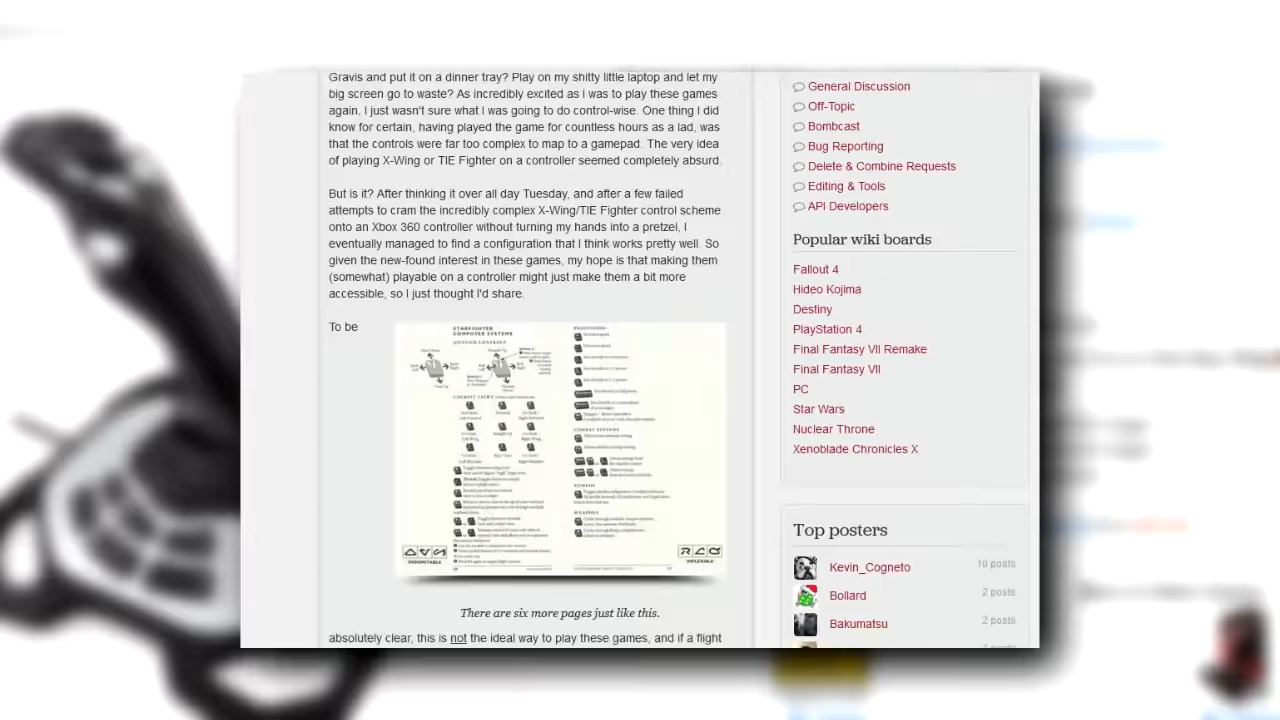 Gravis and put it on a dinner tray? Play on my shitty little laptop and let my
big screen go to waste? As incredibly excited as I was to play these games
again, I just wasn't sure what I was going to do control-wise. One thing I did
know for certain, having played the game for countless hours as a lad, was
that the controls were far too complex to map to a gamepad. The very idea
of playing X-Wing or TIE Fighter on a controller seemed completely absurd.
But is it? After thinking it over all day Tuesday, and after a few failed
attempts to cram the incredibly complex X-Wing/TIE Fighter control scheme
onto an Xbox 360 controller without turning my hands into a pretzel, I
eventually managed to find a configuration that I think works pretty well. So
given the new-found interest in these games, my hope is that making them
(somewhat) playable on a controller might just make them a bit more
accessible, so I just thought I'd share.
To be
STARFIGHTER
COMPUTER SYSTEMS
COCKPIT VIEWS
COMBAT SYSTEMS
WEAPONS
INDOMITABLE
INFLEXIBLE
There are six more pages just like this.
absolutely clear, this is not the ideal way to play these games, and if a flight
General Discussion
Off-Topic
Bombcast
Bug Reporting
Delete & Combine Requests
Editing & Tools
API Developers
Popular wiki boards
Fallout 4
Hideo Kojima
Destiny
PlayStation 4
Final Fantasy VII Remake
Final Fantasy VII
PC
Star Wars
Nuclear Throne
Xenoblade Chronicles X
Top posters
Kevin_Cogneto 10 posts
Bollard 2 posts
Bakumatsu 2 posts